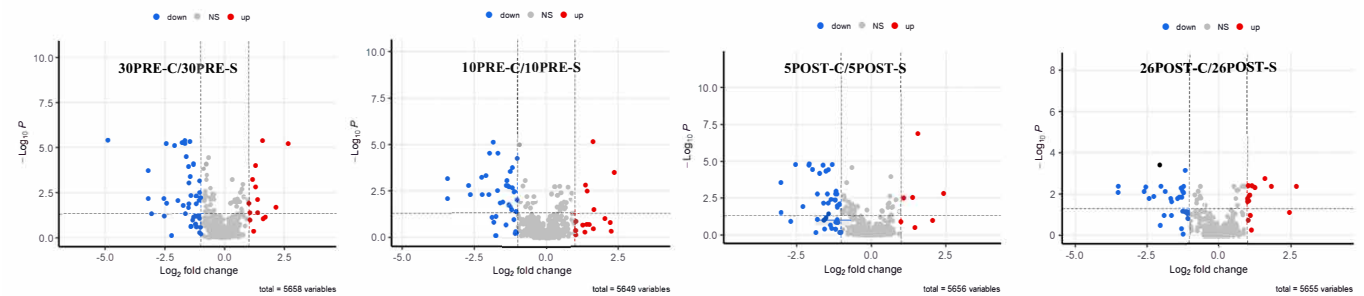 down NS up
30PRE-C/30PRE-S
10.0
7.5
5.0
2.5
0.0
− Log10 P
-5.0 -2.5 0.0 2.5
Log2 fold change
total = 5658 variables
down NS up
10PRE-C/10PRE-S
10.0
7.5
5.0
2.5
0.0
− Log10 P
-5.0 -2.5 0.0 2.5
Log2 fold change
total = 5649 variables
down NS up
5POST-C/5POST-S
10.0
7.5
5.0
2.5
0.0
− Log10 P
-5.0 -2.5 0.0 2.5
Log2 fold change
total = 5656 variables
down NS up
26POST-C/26POST-S
8
6
4
2
0
− Log10 P
-5.0 -2.5 0.0 2.5
Log2 fold change
total = 5655 variables